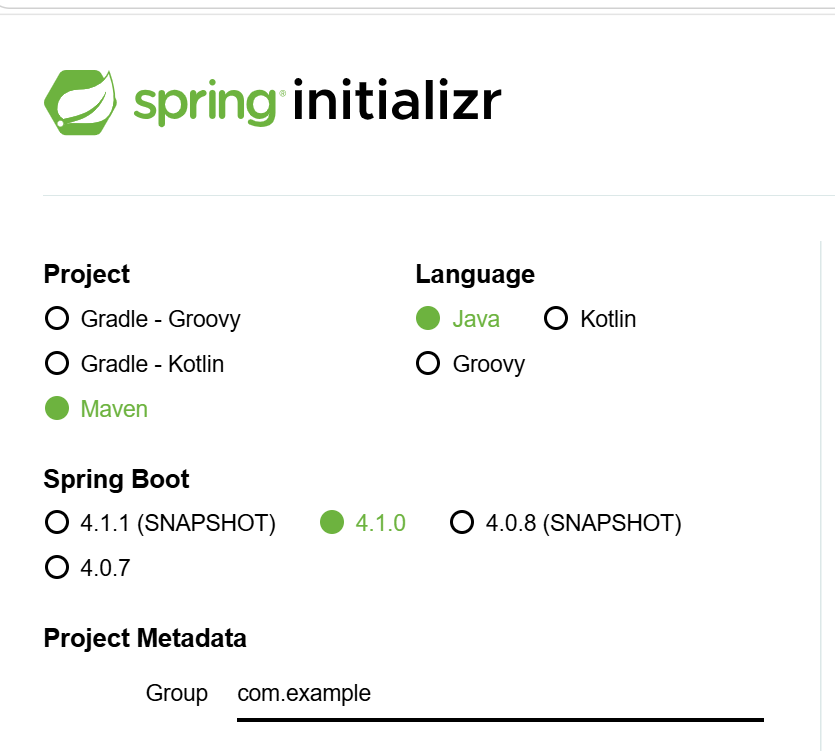 spring® initializr
Project
Gradle - Groovy
Gradle - Kotlin
Maven
Language
Java Kotlin
Groovy
Spring Boot
4.1.1 (SNAPSHOT) 4.1.0 4.0.8 (SNAPSHOT)
4.0.7
Project Metadata
Group com.example